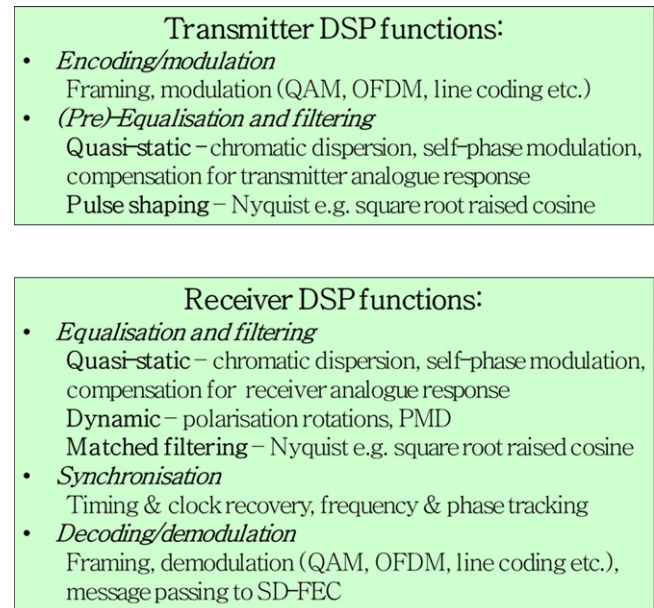 Transmitter DSP functions:
• Encoding/modulation
Framing, modulation (QAM, OFDM, line coding etc.)
• (Pre)-Equalisation and filtering
Quasi-static – chromatic dispersion, self-phase modulation,
compensation for transmitter analogue response
Pulse shaping – Nyquist e.g. square root raised cosine
Receiver DSP functions:
• Equalisation and filtering
Quasi-static – chromatic dispersion, self-phase modulation,
compensation for receiver analogue response
Dynamic – polarisation rotations, PMD
Matched filtering – Nyquist e.g. square root raised cosine
• Synchronisation
Timing & clock recovery, frequency & phase tracking
• Decoding/demodulation
Framing, demodulation (QAM, OFDM, line coding etc.),
message passing to SD-FEC